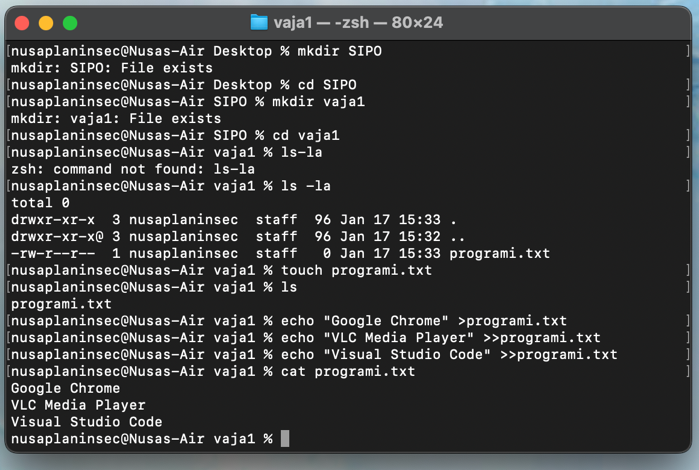 vaja1 — -zsh — 80×24
[nusaplaninsec@Nusas-Air Desktop % mkdir SIPO ]
mkdir: SIPO: File exists
[nusaplaninsec@Nusas-Air Desktop % cd SIPO ]
[nusaplaninsec@Nusas-Air SIPO % mkdir vaja1 ]
mkdir: vaja1: File exists
[nusaplaninsec@Nusas-Air SIPO % cd vaja1 ]
[nusaplaninsec@Nusas-Air vaja1 % ls-la ]
zsh: command not found: ls-la
[nusaplaninsec@Nusas-Air vaja1 % ls -la ]
total 0
drwxr-xr-x  3 nusaplaninsec  staff  96 Jan 17 15:33 .
drwxr-xr-x@ 3 nusaplaninsec  staff  96 Jan 17 15:32 ..
-rw-r--r--  1 nusaplaninsec  staff   0 Jan 17 15:33 programi.txt
[nusaplaninsec@Nusas-Air vaja1 % touch programi.txt ]
[nusaplaninsec@Nusas-Air vaja1 % ls ]
programi.txt
[nusaplaninsec@Nusas-Air vaja1 % echo "Google Chrome" >programi.txt ]
[nusaplaninsec@Nusas-Air vaja1 % echo "VLC Media Player" >>programi.txt ]
[nusaplaninsec@Nusas-Air vaja1 % echo "Visual Studio Code" >>programi.txt ]
[nusaplaninsec@Nusas-Air vaja1 % cat programi.txt ]
Google Chrome
VLC Media Player
Visual Studio Code
nusaplaninsec@Nusas-Air vaja1 %